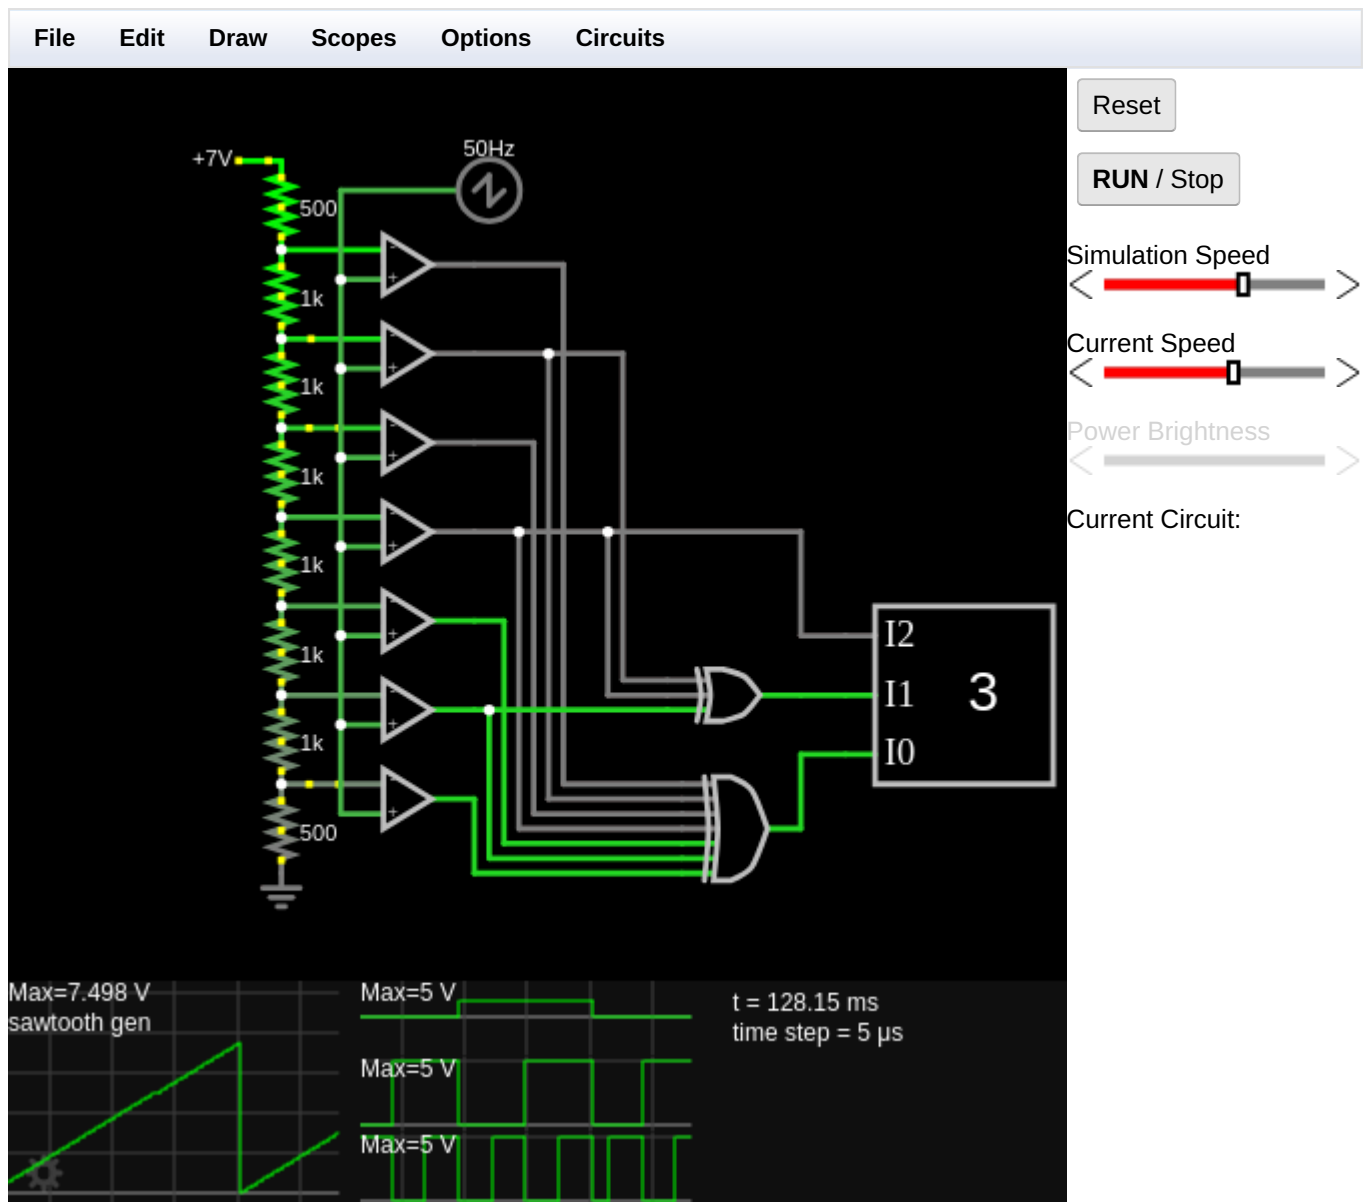 File Edit Draw Scopes Options Circuits
Reset
RUN / Stop
Simulation Speed
Current Speed
Power Brightness
Current Circuit:
50Hz
+7V
500
1k
1k
1k
1k
1k
1k
500
-
+
-
+
-
+
-
+
-
+
-
+
-
+
I2
I1
I0
3
Max=7.498 V
sawtooth gen
Max=5 V
Max=5 V
Max=5 V
t = 128.15 ms
time step = 5 μs